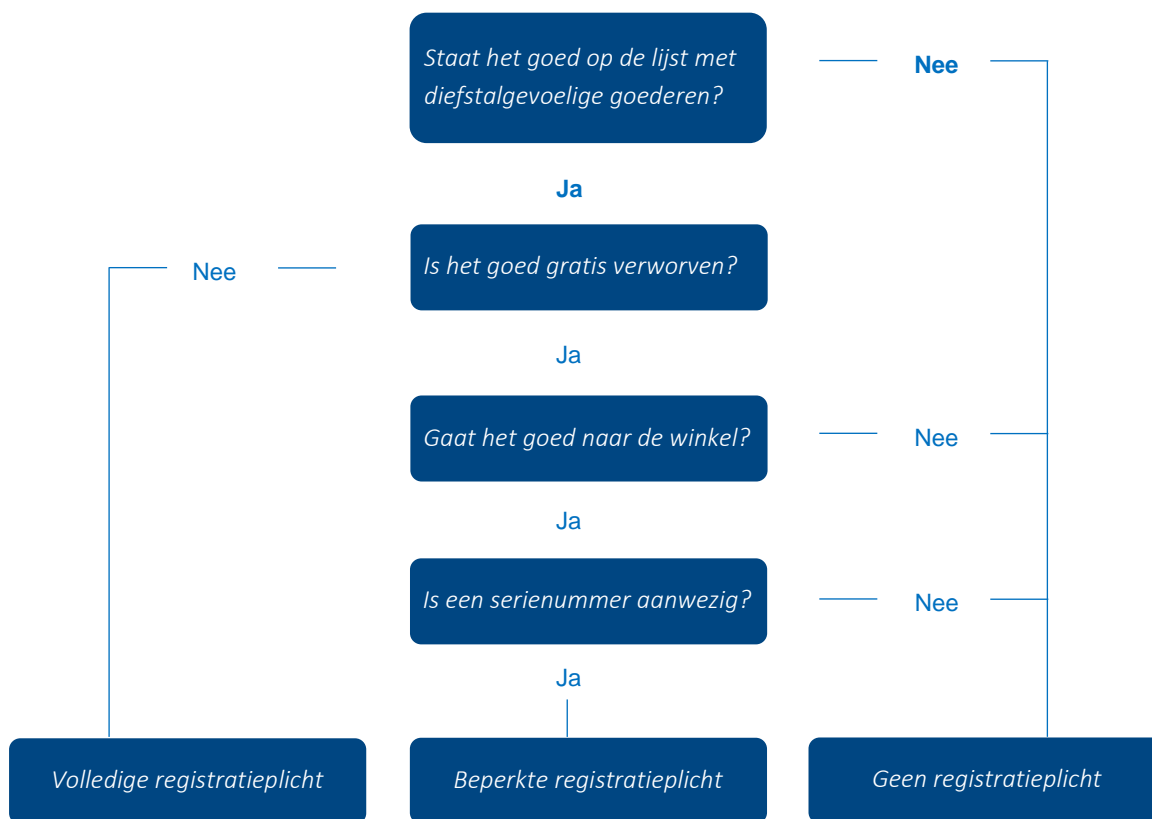 Staat het goed op de lijst met
diefstalgevoelige goederen?
Nee
Ja
Nee
Is het goed gratis verworven?
Ja
Gaat het goed naar de winkel?
Nee
Ja
Is een serienummer aanwezig?
Nee
Ja
Volledige registratieplicht
Beperkte registratieplicht
Geen registratieplicht